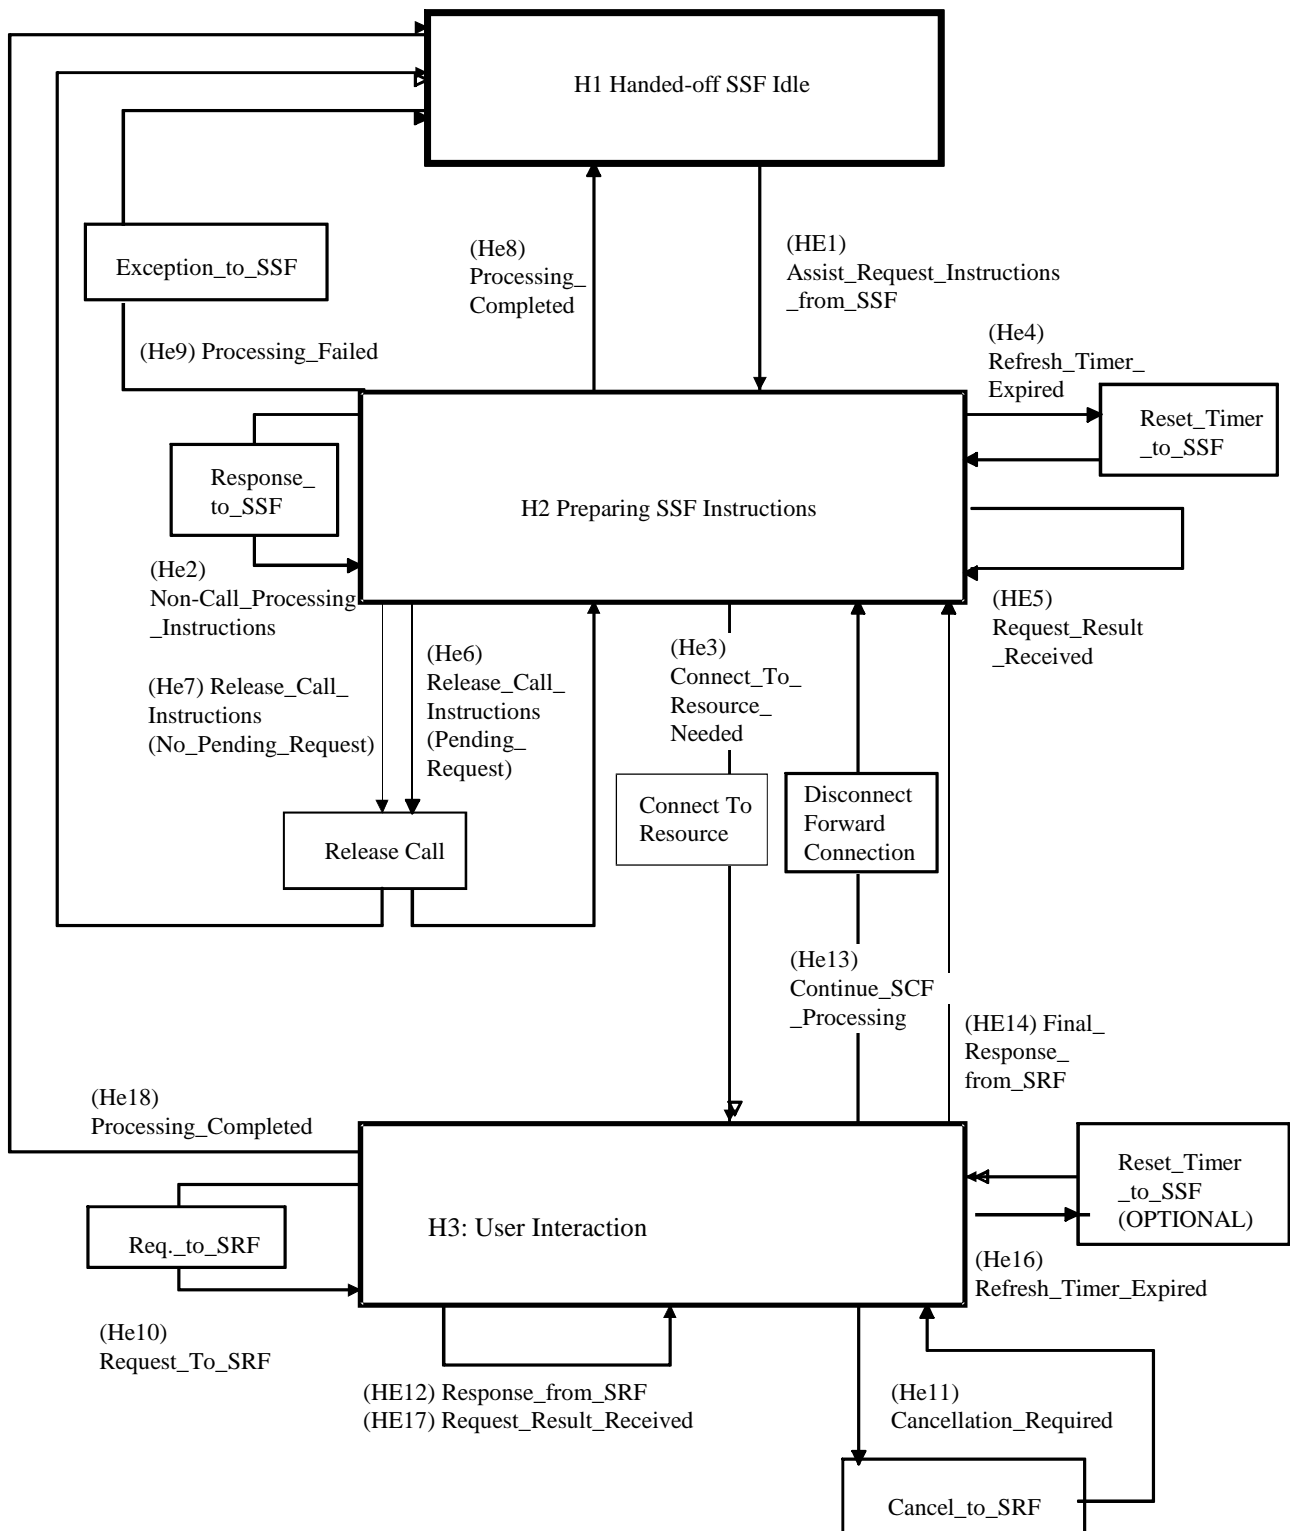 H1 Handed-off SSF Idle
Exception_to_SSF
(He8)
Processing_
Completed
(HE1)
Assist_Request_Instructions
_from_SSF
(He9) Processing_Failed
(He4)
Refresh_Timer_
Expired
Reset_Timer
_to_SSF
Response_
to_SSF
H2 Preparing SSF Instructions
(He2)
Non-Call_Processing
_Instructions
(HE5)
Request_Result
_Received
(He7) Release_Call_
Instructions
(No_Pending_Request)
(He6)
Release_Call_
Instructions
(Pending_
Request)
(He3)
Connect_To_
Resource_
Needed
Release Call
Connect To
Resource
Disconnect
Forward
Connection
(He13)
Continue_SCF
_Processing
(HE14) Final_
Response_
from_SRF
(He18)
Processing_Completed
Reset_Timer
_to_SSF
(OPTIONAL)
Req._to_SRF
H3: User Interaction
(He16)
Refresh_Timer_Expired
(He10)
Request_To_SRF
(HE12) Response_from_SRF
(HE17) Request_Result_Received
(He11)
Cancellation_Required
Cancel_to_SRF